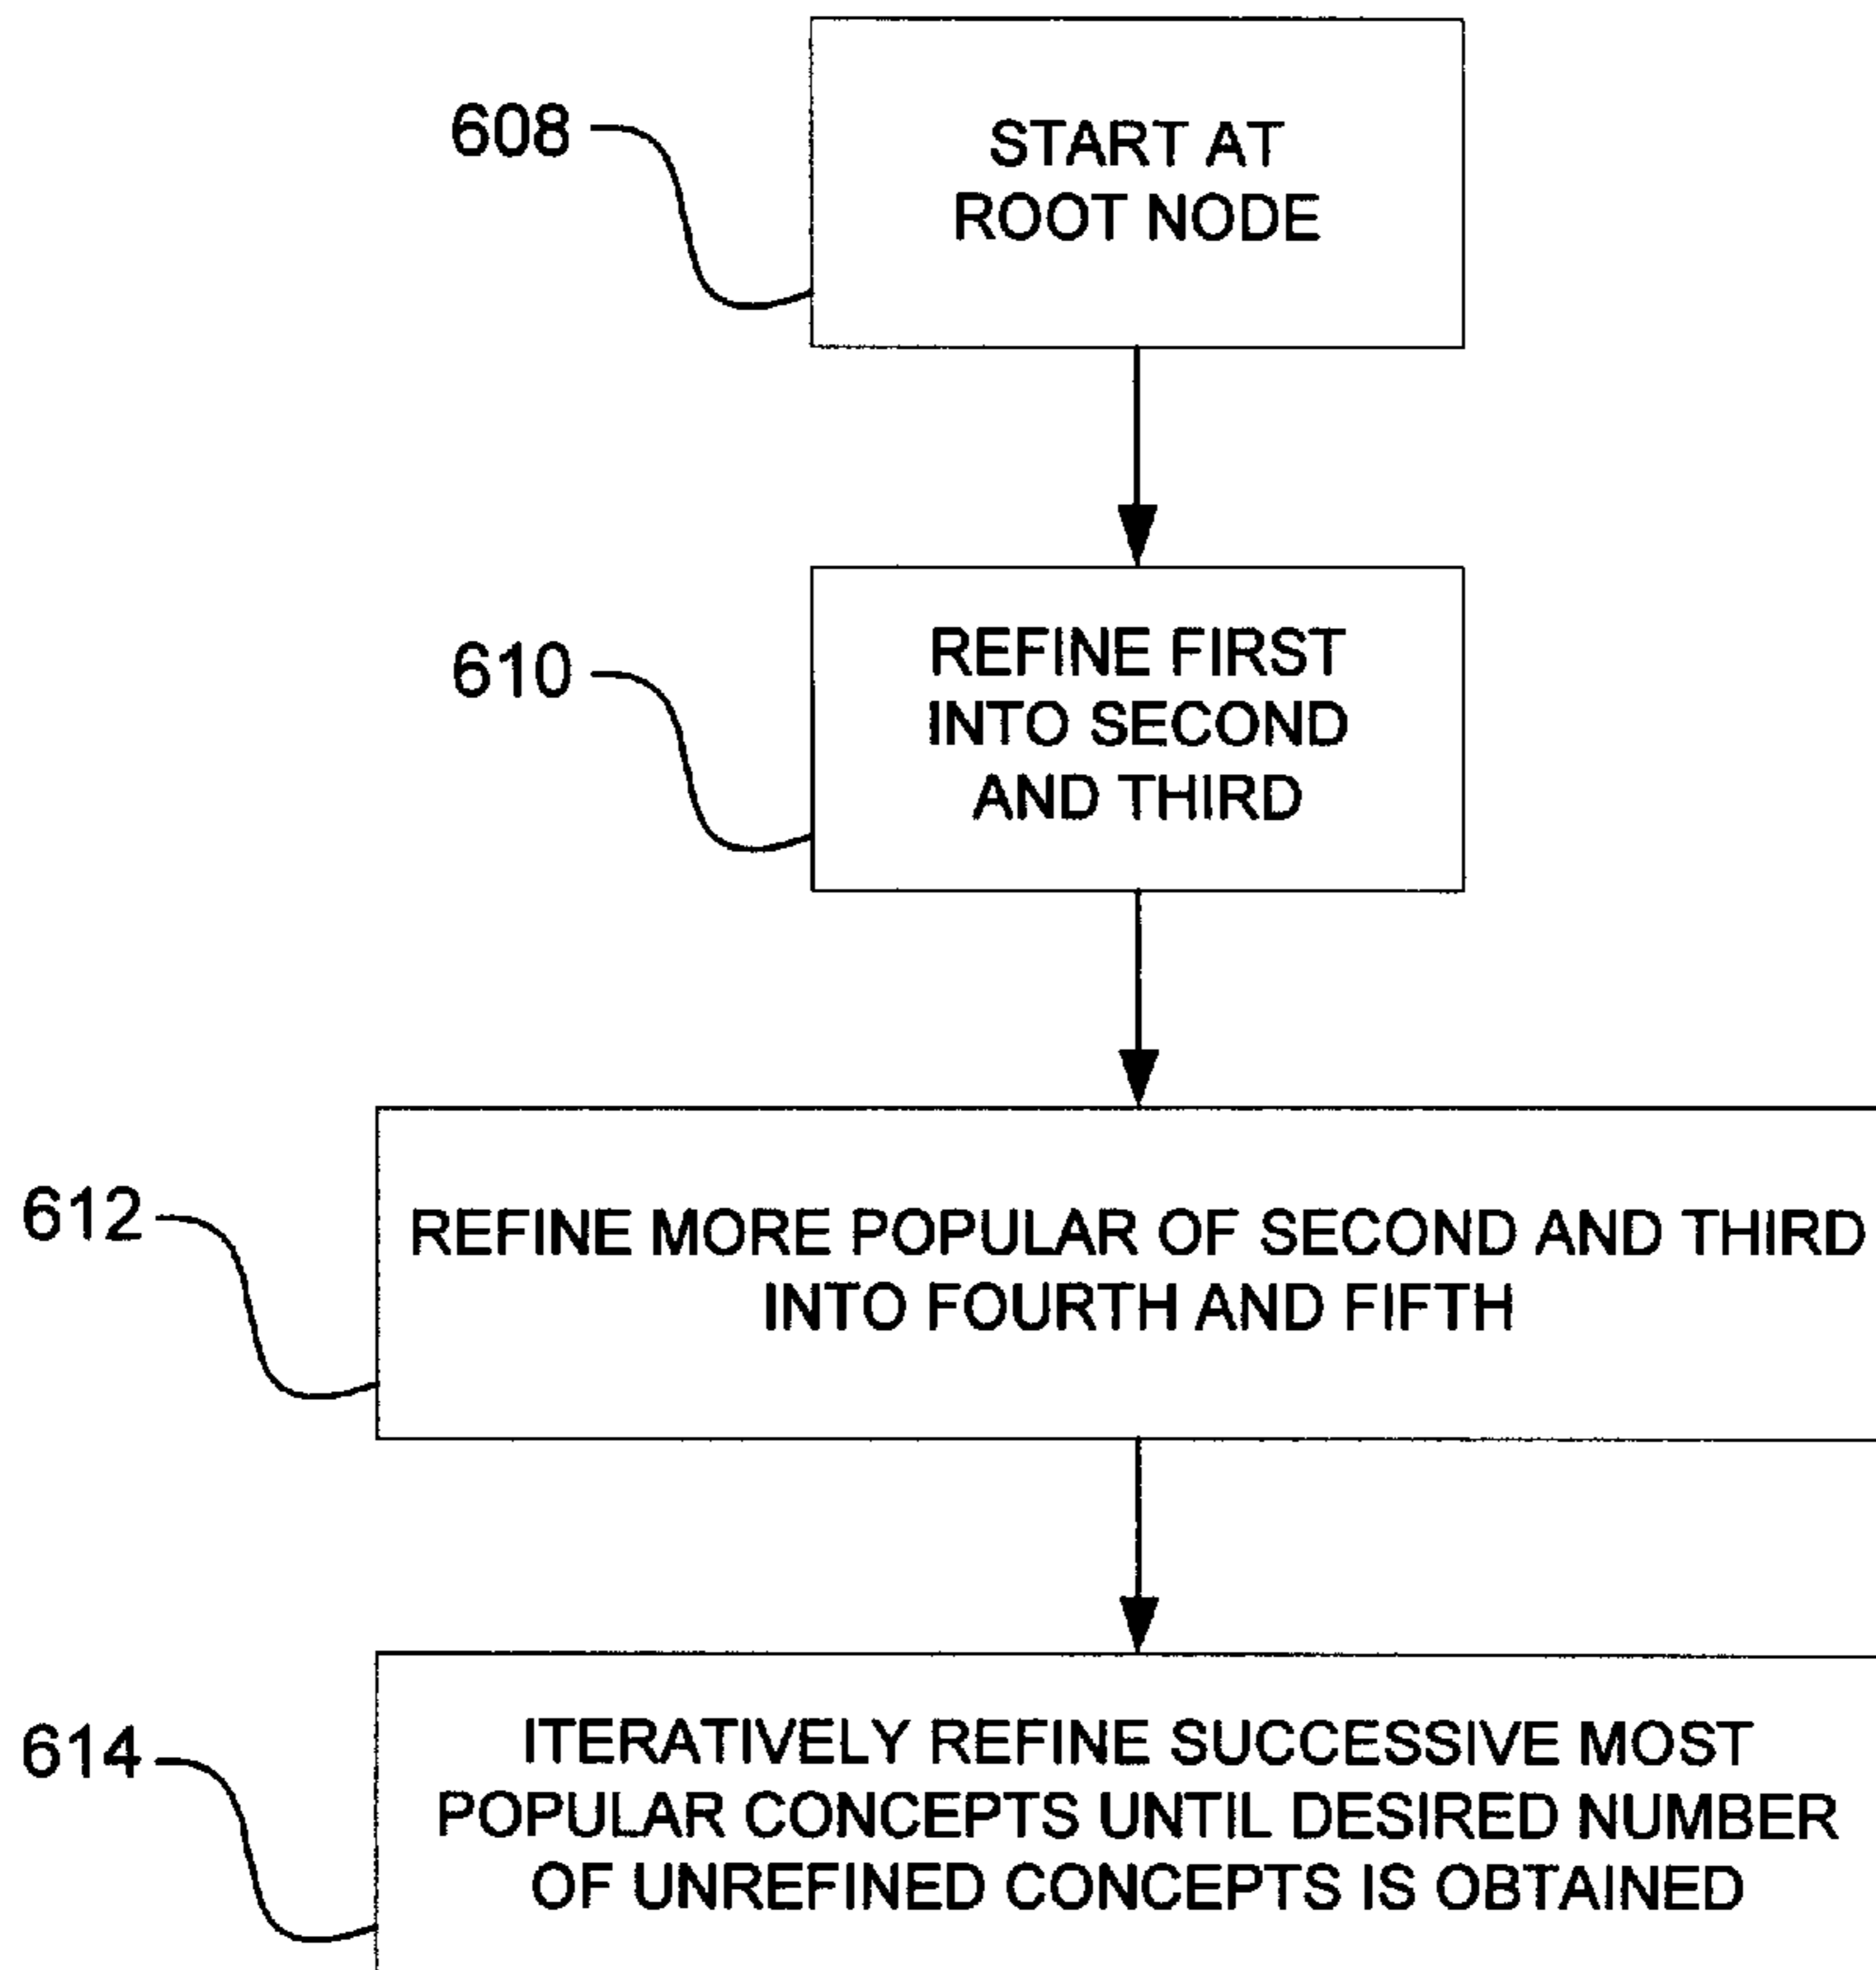 608
START AT
ROOT NODE
610
REFINE FIRST
INTO SECOND
AND THIRD
612
REFINE MORE POPULAR OF SECOND AND THIRD
INTO FOURTH AND FIFTH
614
ITERATIVELY REFINE SUCCESSIVE MOST
POPULAR CONCEPTS UNTIL DESIRED NUMBER
OF UNREFINED CONCEPTS IS OBTAINED